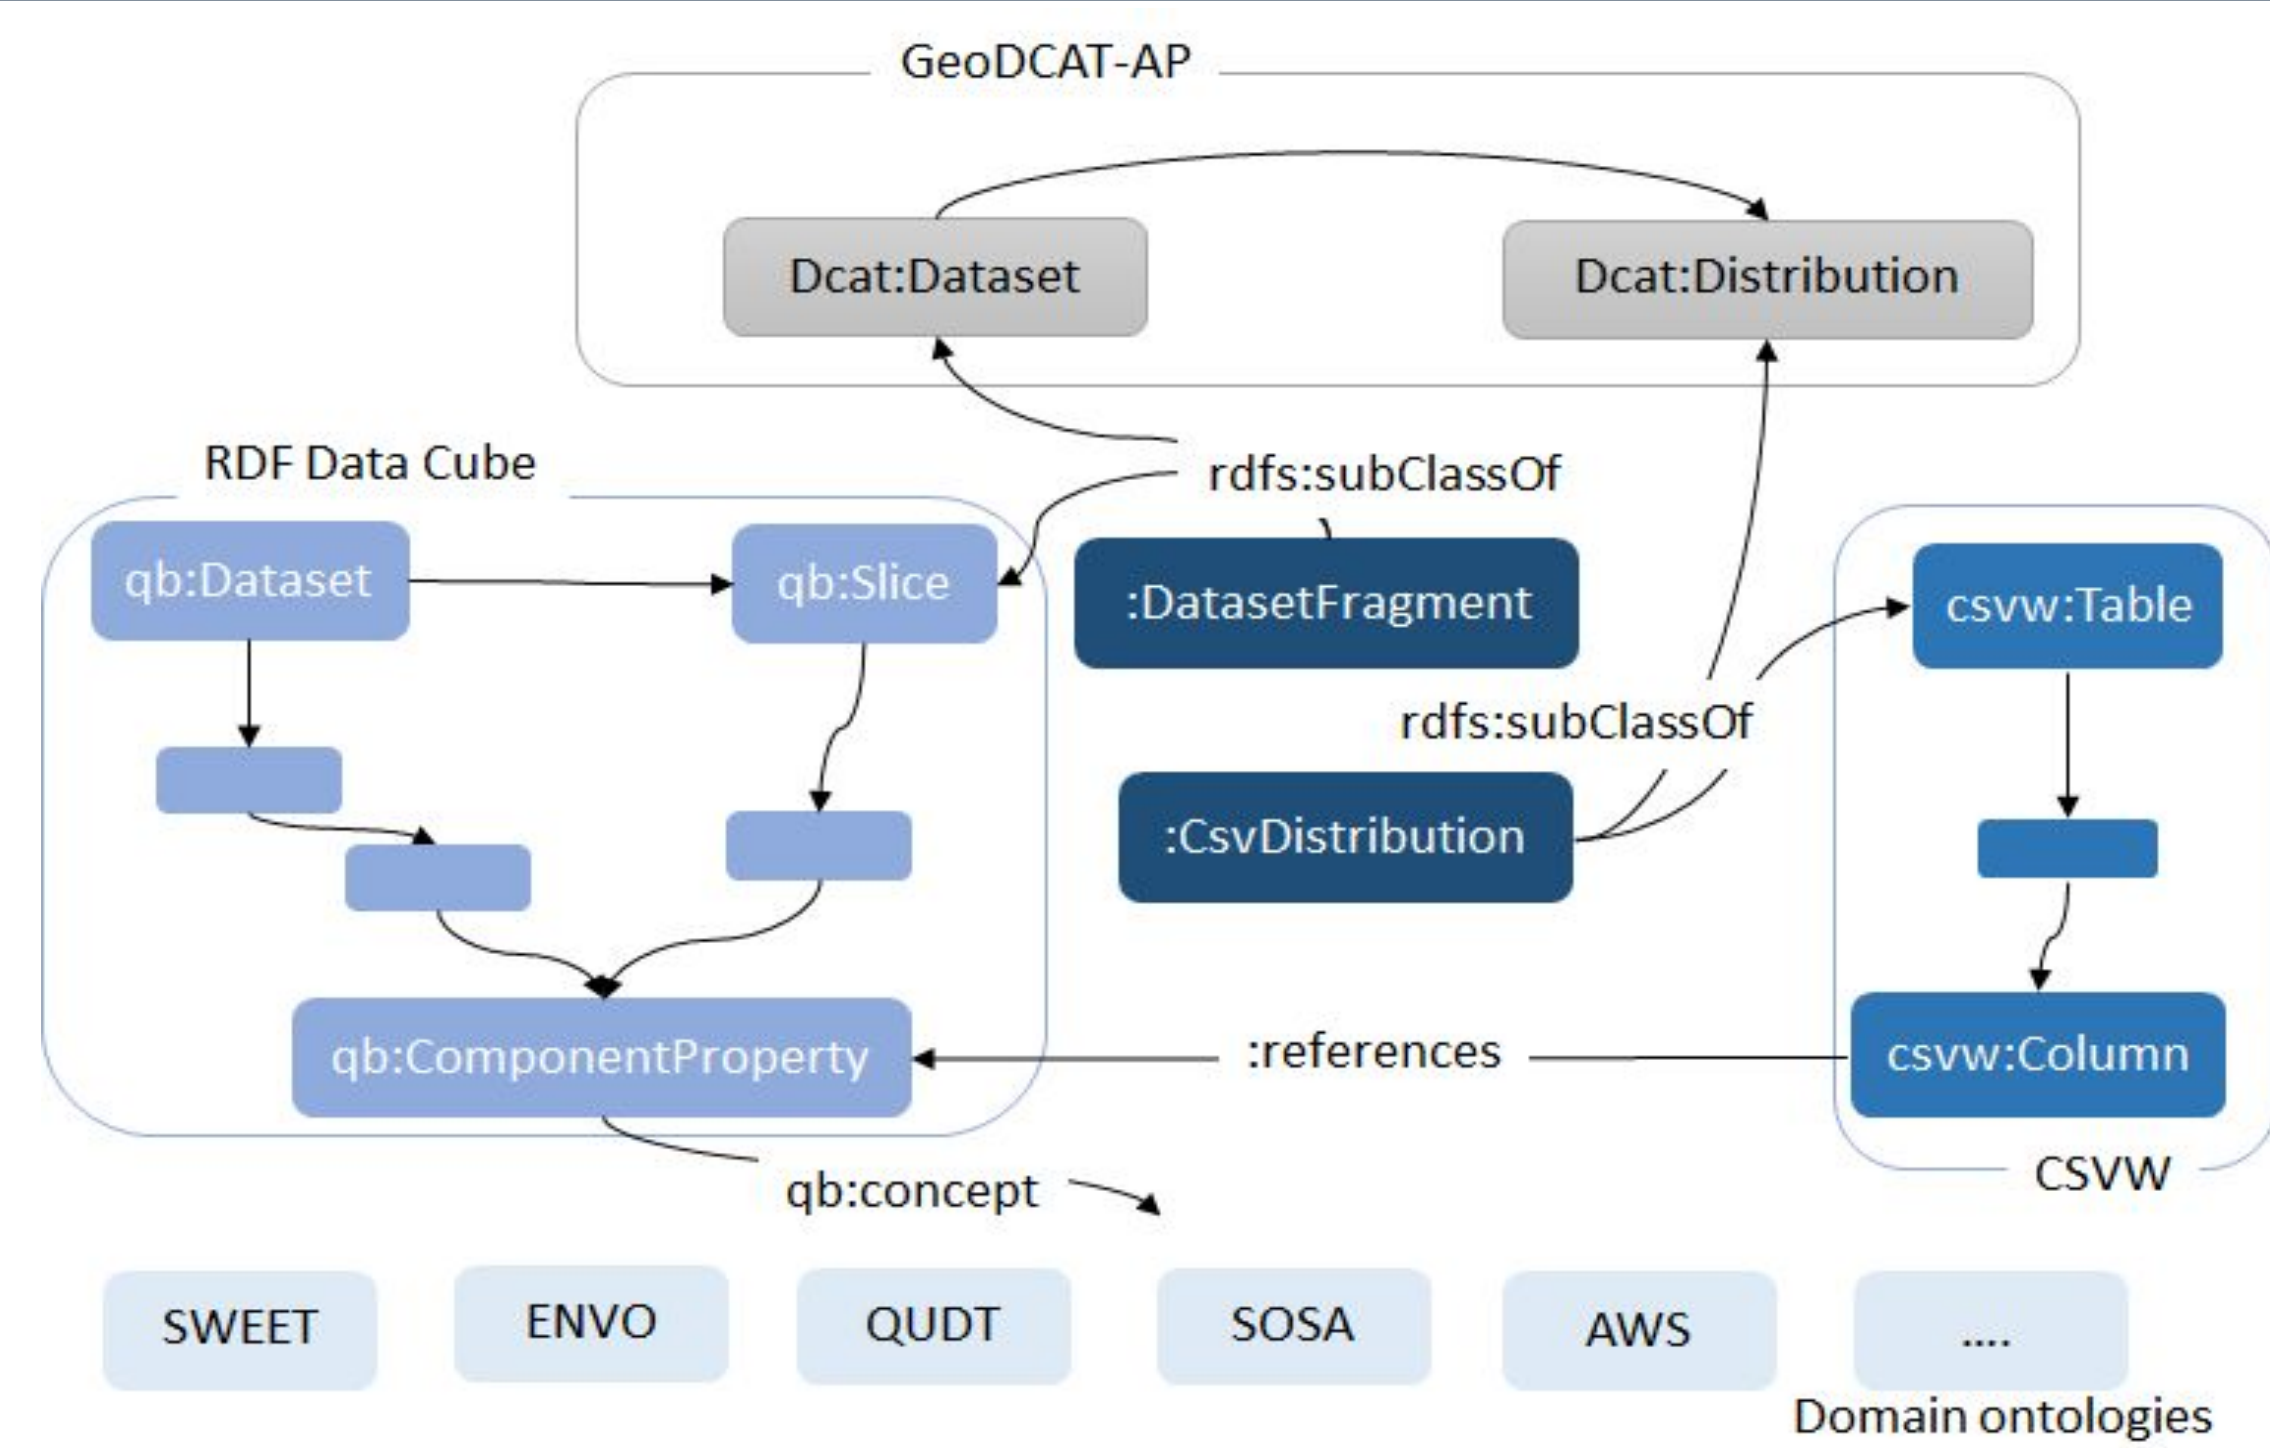 GeoDCAT-AP
Dcat:Dataset
Dcat:Distribution
RDF Data Cube
rdfs:subClassOf
qb:Dataset
qb:Slice
:DatasetFragment
csvw:Table
rdfs:subClassOf
:CsvDistribution
qb:ComponentProperty
:references
csvw:Column
CSVW
qb:concept
SWEET
ENVO
QUDT
SOSA
AWS
....
Domain ontologies